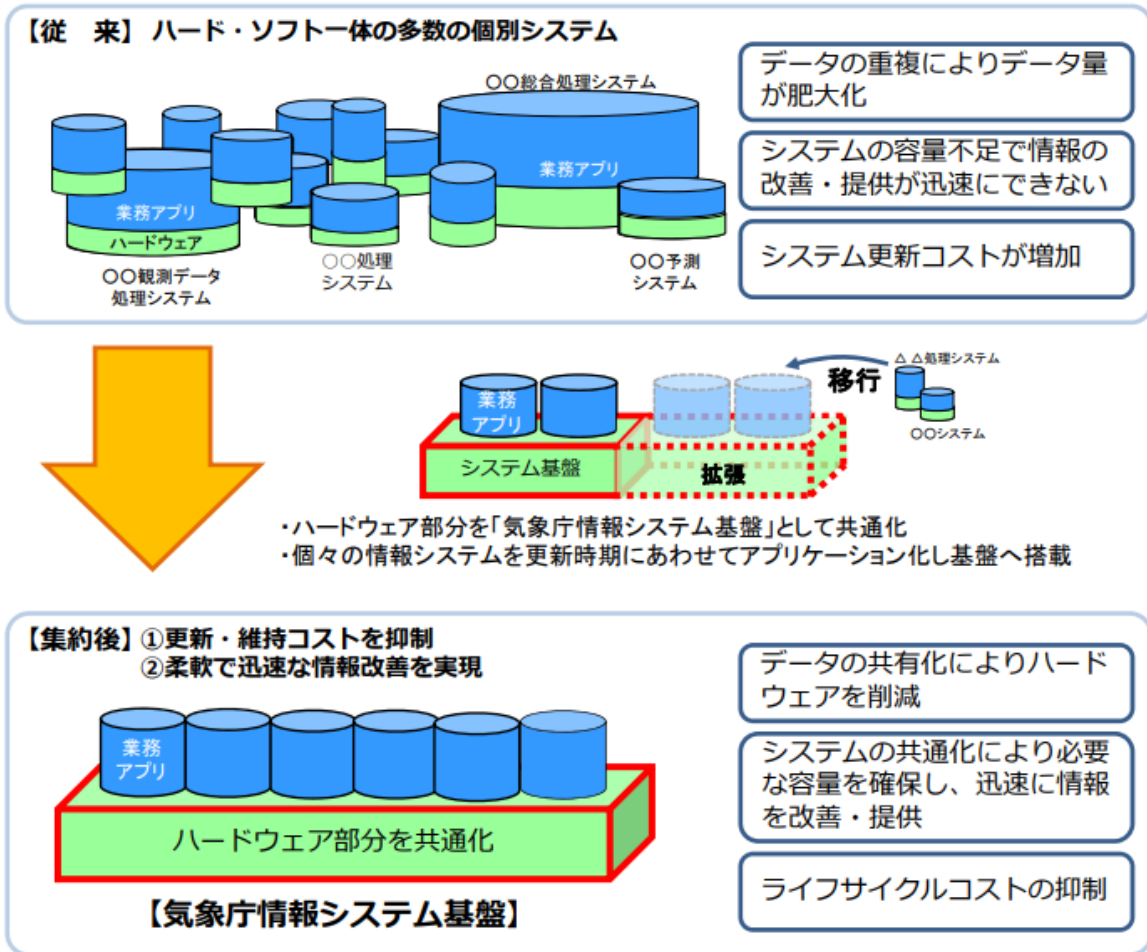 【従　来】 ハード・ソフト一体の多数の個別システム
〇〇総合処理システム
業務アプリ
業務アプリ
ハードウェア
〇〇観測データ
処理システム
〇〇処理
システム
〇〇予測
システム
データの重複によりデータ量
が肥大化
システムの容量不足で情報の
改善・提供が迅速にできない
システム更新コストが増加
△ △処理システム
移行
〇〇システム
業務
アプリ
システム基盤
拡張
・ハードウェア部分を「気象庁情報システム基盤」として共通化
・個々の情報システムを更新時期にあわせてアプリケーション化し基盤へ搭載
【集約後】 ①更新・維持コストを抑制
②柔軟で迅速な情報改善を実現
業務
アプリ
ハードウェア部分を共通化
【気象庁情報システム基盤】
データの共有化によりハード
ウェアを削減
システムの共通化により必要
な容量を確保し、迅速に情報
を改善・提供
ライフサイクルコストの抑制